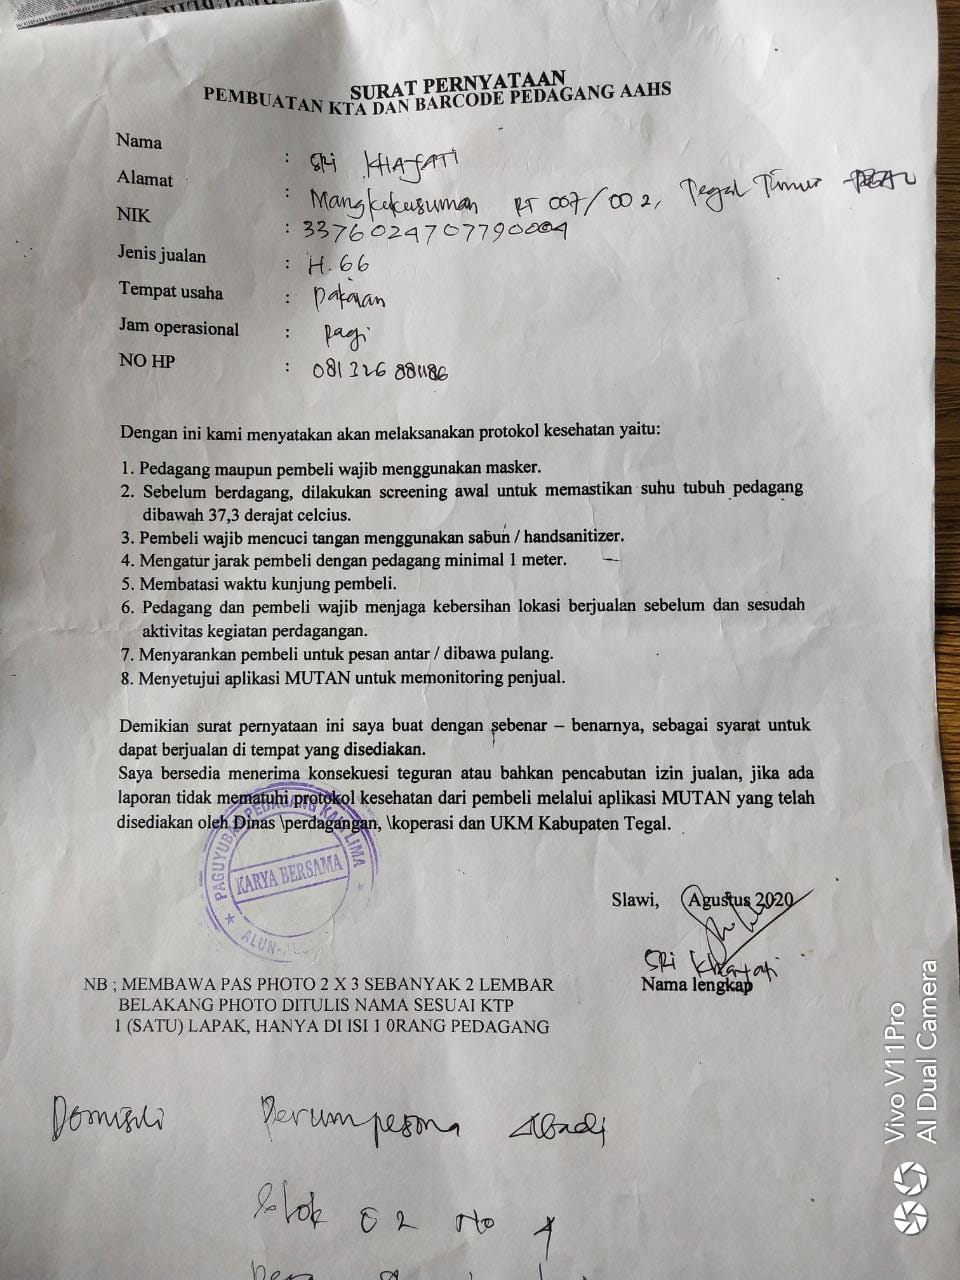 SURAT PERNYATAAN
PEMBUATAN KTA DAN BARCODE PEDAGANG AAHS
Nama : SRi KHAJATi
Alamat : Mangkukusuman RT 007/002, Tegal Timur
NIK : 3376024707790004
Jenis jualan : H.66
Tempat usaha : Pakaian
Jam operasional : Pagi
NO HP : 081 326 881186
Dengan ini kami menyatakan akan melaksanakan protokol kesehatan yaitu:
1. Pedagang maupun pembeli wajib menggunakan masker.
2. Sebelum berdagang, dilakukan screening awal untuk memastikan suhu tubuh pedagang
dibawah 37,3 derajat celcius.
3. Pembeli wajib mencuci tangan menggunakan sabun / handsanitizer.
4. Mengatur jarak pembeli dengan pedagang minimal 1 meter.
5. Membatasi waktu kunjung pembeli.
6. Pedagang dan pembeli wajib menjaga kebersihan lokasi berjualan sebelum dan sesudah
aktivitas kegiatan perdagangan.
7. Menyarankan pembeli untuk pesan antar / dibawa pulang.
8. Menyetujui aplikasi MUTAN untuk memonitoring penjual.
Demikian surat pernyataan ini saya buat dengan sebenar – benarnya, sebagai syarat untuk
dapat berjualan di tempat yang disediakan.
Saya bersedia menerima konsekuesi teguran atau bahkan pencabutan izin jualan, jika ada
laporan tidak mematuhi protokol kesehatan dari pembeli melalui aplikasi MUTAN yang telah
disediakan oleh Dinas \perdagangan, \koperasi dan UKM Kabupaten Tegal.
PAGUYUBAN PEDAGANG KAKI LIMA
KARYA BERSAMA
Slawi, Agustus 2020
SRi Khajati
Nama lengkap
NB ; MEMBAWA PAS PHOTO 2 X 3 SEBANYAK 2 LEMBAR
BELAKANG PHOTO DITULIS NAMA SESUAI KTP
1 (SATU) LAPAK, HANYA DI ISI 1 0RANG PEDAGANG
Domisili Perum pesona Abadi
Blok 02 No 4
Vivo V11Pro
AI Dual Camera